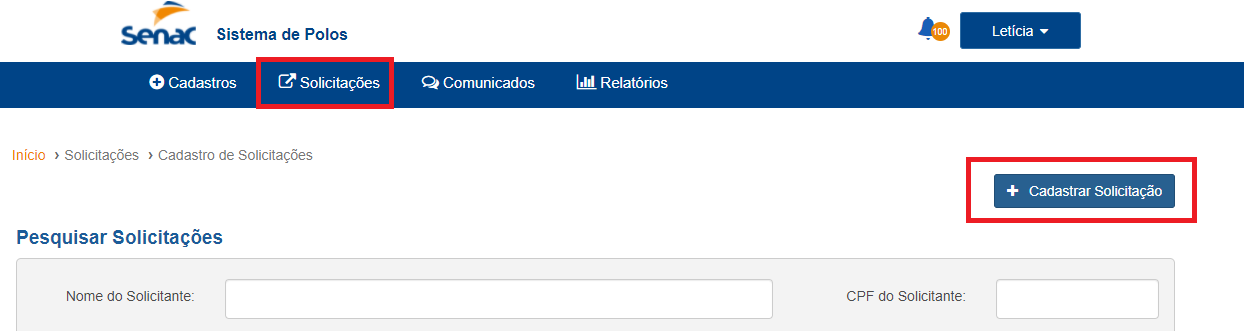 Senac
Sistema de Polos
100
Letícia
Cadastros Solicitações Comunicados Relatórios
Início › Solicitações › Cadastro de Solicitações
Cadastrar Solicitação
Pesquisar Solicitações
Nome do Solicitante: CPF do Solicitante: